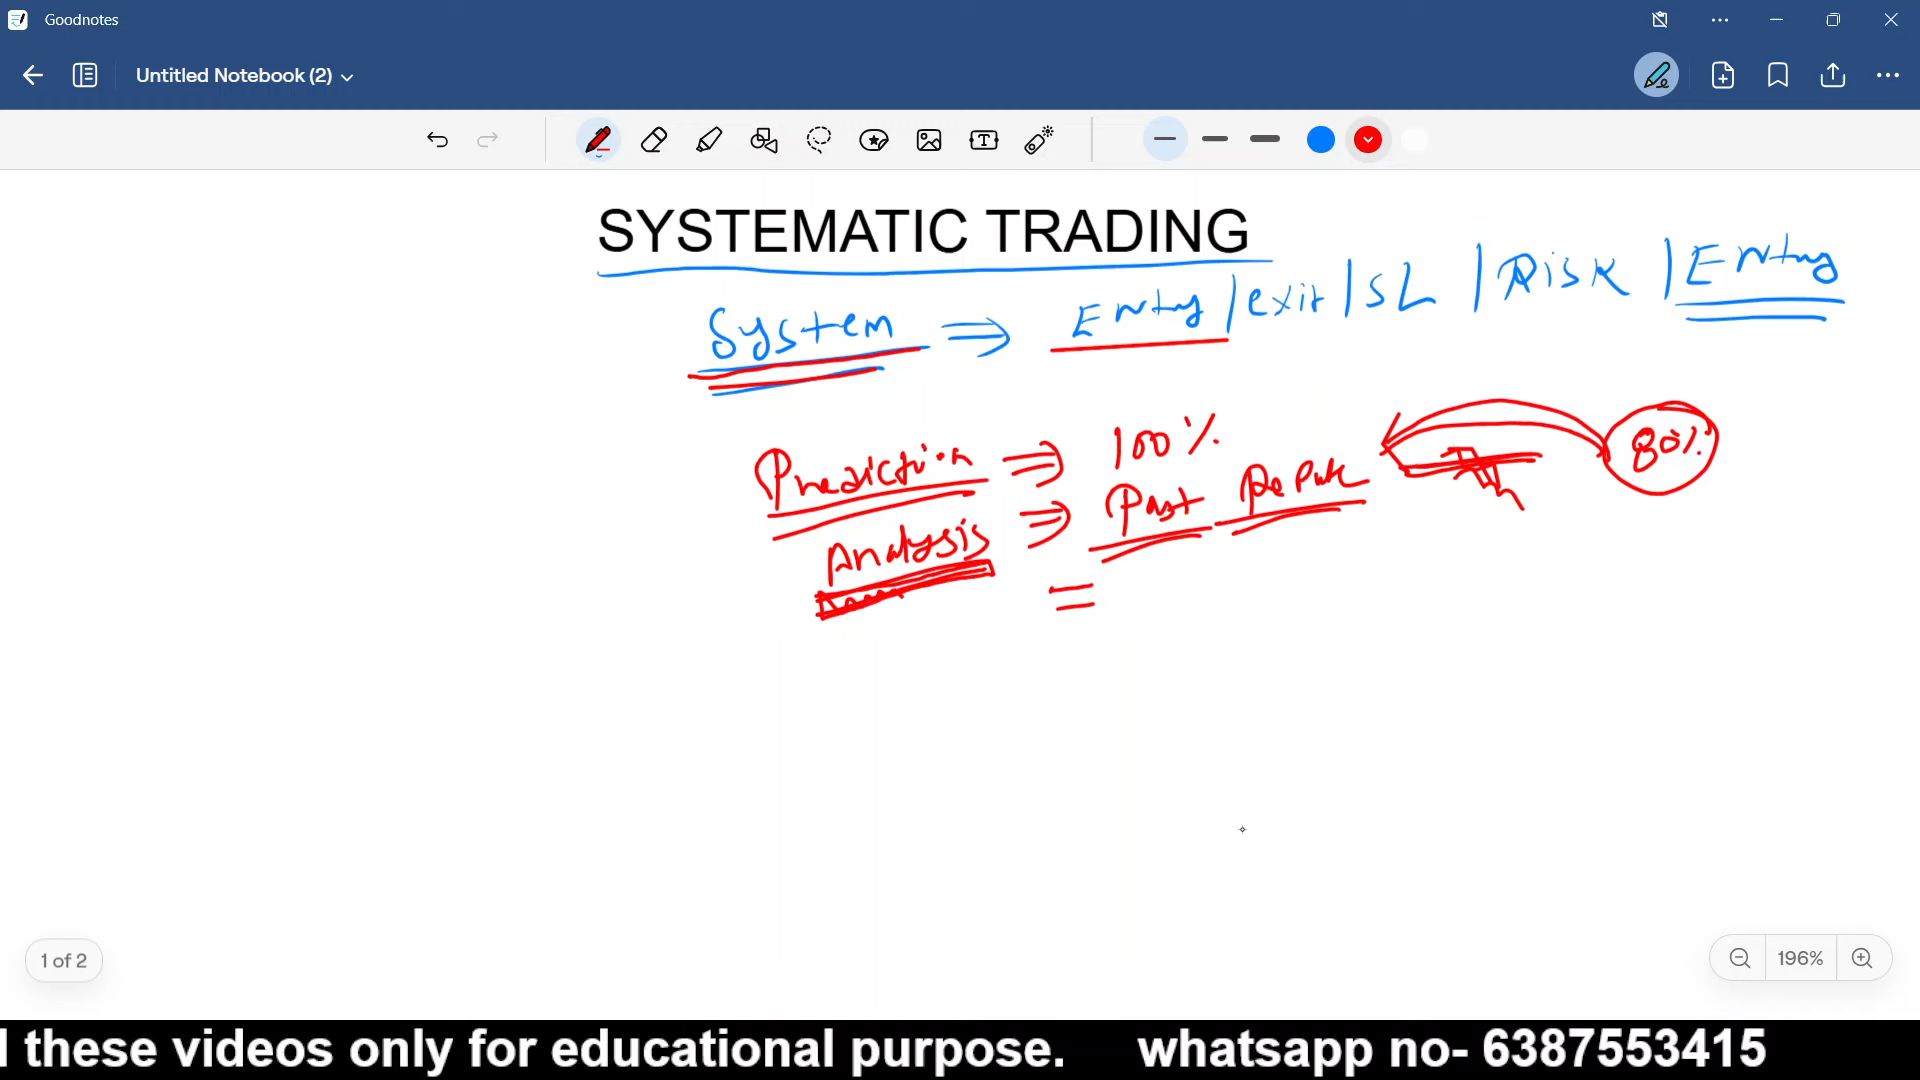 Goodnotes
Untitled Notebook (2)
SYSTEMATIC TRADING
System ⇒ Entry | exit | SL | Risk | Entry
Prediction ⇒ 100%
80%
Analysis ⇒ Past
=
1 of 2
196%
l these videos only for educational purpose. whatsapp no- 6387553415